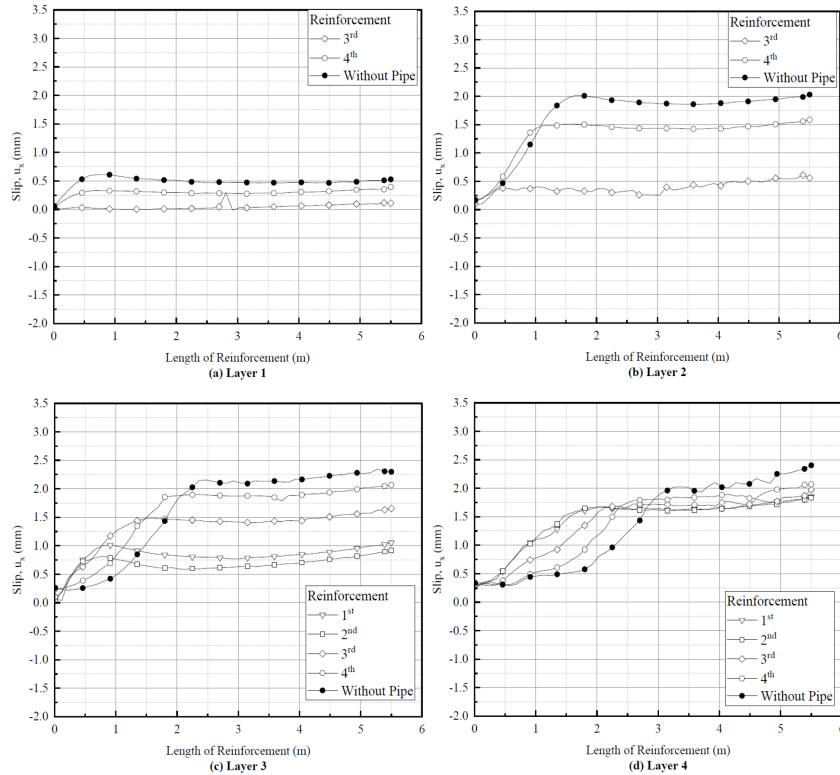 3.5
3.0
2.5
2.0
1.5
1.0
0.5
0.0
-0.5
-1.0
-1.5
-2.0
Slip, uₓ (mm)
Reinforcement
3rd
4th
Without Pipe
0 1 2 3 4 5 6
Length of Reinforcement (m)
(a) Layer 1
3.5
3.0
2.5
2.0
1.5
1.0
0.5
0.0
-0.5
-1.0
-1.5
-2.0
Slip, uₓ (mm)
Reinforcement
3rd
4th
Without Pipe
0 1 2 3 4 5 6
Length of Reinforcement (m)
(b) Layer 2
3.5
3.0
2.5
2.0
1.5
1.0
0.5
0.0
-0.5
-1.0
-1.5
-2.0
Slip, uₓ (mm)
Reinforcement
1st
2nd
3rd
4th
Without Pipe
0 1 2 3 4 5 6
Length of Reinforcement (m)
(c) Layer 3
3.5
3.0
2.5
2.0
1.5
1.0
0.5
0.0
-0.5
-1.0
-1.5
-2.0
Slip, uₓ (mm)
Reinforcement
1st
2nd
3rd
4th
Without Pipe
0 1 2 3 4 5 6
Length of Reinforcement (m)
(d) Layer 4